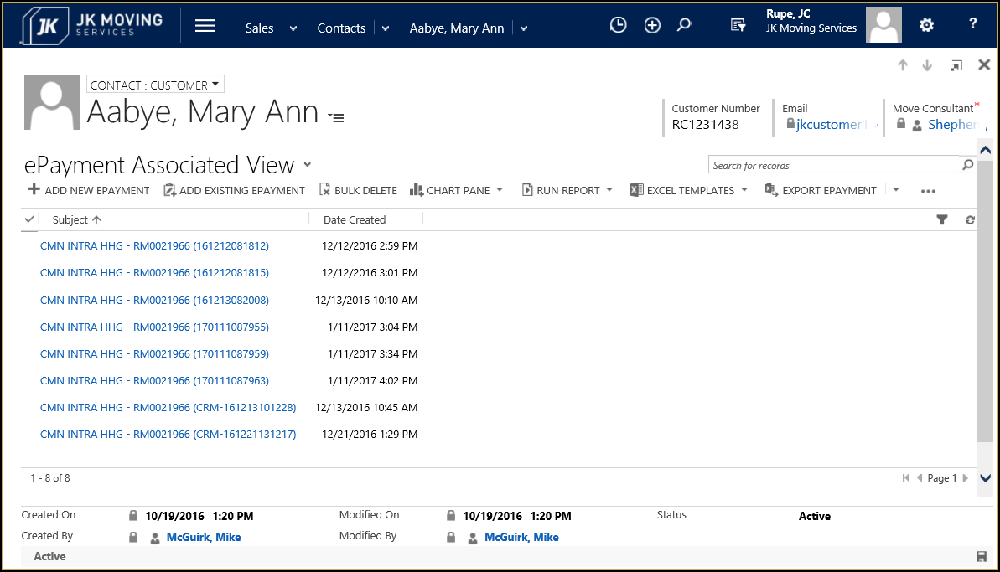 JK JK MOVING SERVICES
Sales Contacts Aabye, Mary Ann
Rupe, JC
JK Moving Services
?
CONTACT : CUSTOMER
Aabye, Mary Ann
Customer Number
RC1231438
Email
jkcustomer1
Move Consultant*
Shepher
ePayment Associated View
Search for records
ADD NEW EPAYMENT ADD EXISTING EPAYMENT BULK DELETE CHART PANE RUN REPORT EXCEL TEMPLATES EXPORT EPAYMENT ...
Subject Date Created
CMN INTRA HHG - RM0021966 (161212081812) 12/12/2016 2:59 PM
CMN INTRA HHG - RM0021966 (161212081815) 12/12/2016 3:01 PM
CMN INTRA HHG - RM0021966 (161213082008) 12/13/2016 10:10 AM
CMN INTRA HHG - RM0021966 (170111087955) 1/11/2017 3:04 PM
CMN INTRA HHG - RM0021966 (170111087959) 1/11/2017 3:34 PM
CMN INTRA HHG - RM0021966 (170111087963) 1/11/2017 4:02 PM
CMN INTRA HHG - RM0021966 (CRM-161213101228) 12/13/2016 10:45 AM
CMN INTRA HHG - RM0021966 (CRM-161221131217) 12/21/2016 1:29 PM
1 - 8 of 8 Page 1
Created On 10/19/2016 1:20 PM Modified On 10/19/2016 1:20 PM Status Active
Created By McGuirk, Mike Modified By McGuirk, Mike
Active